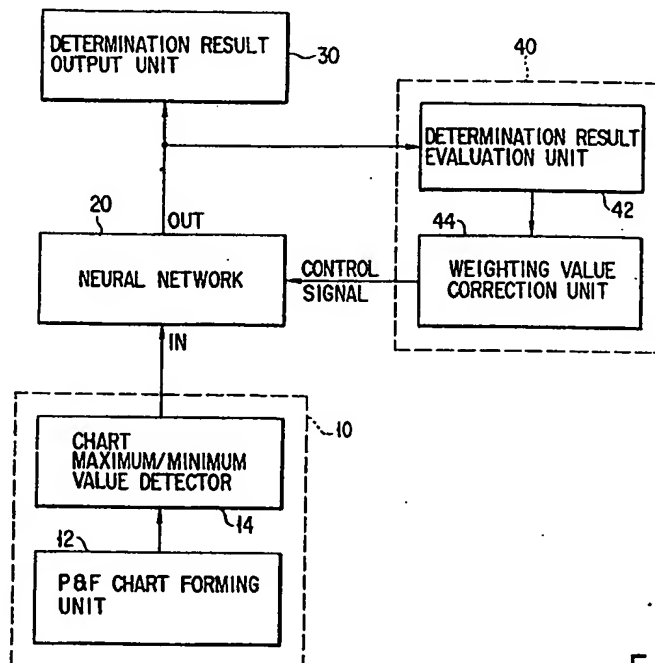 DETERMINATION RESULT
OUTPUT UNIT
30
40
DETERMINATION RESULT
EVALUATION UNIT
42
20
OUT
44
NEURAL NETWORK
CONTROL
SIGNAL
WEIGHTING VALUE
CORRECTION UNIT
IN
10
CHART
MAXIMUM/MINIMUM
VALUE DETECTOR
14
12
P&F CHART FORMING
UNIT